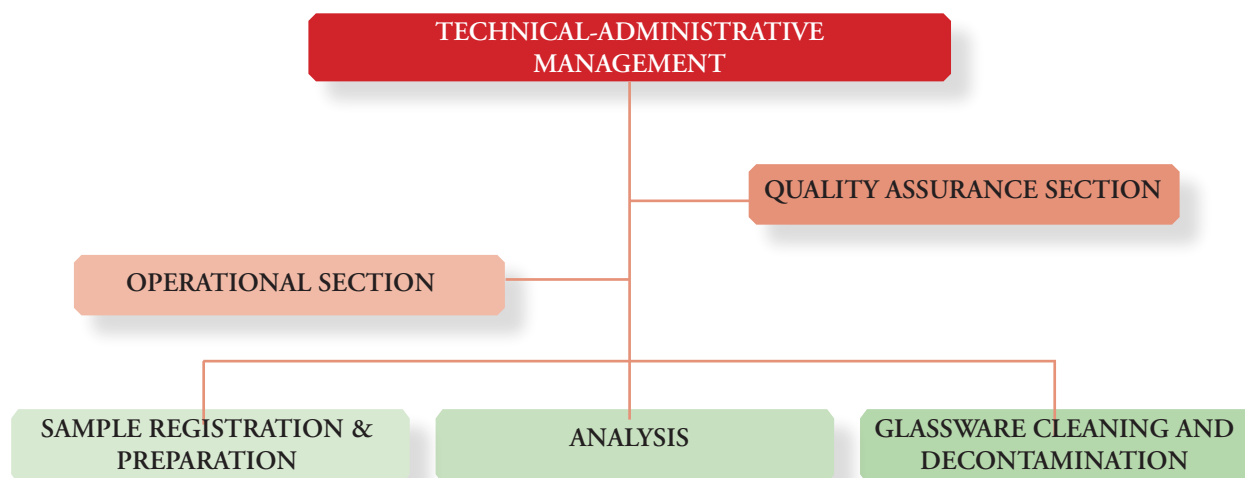 TECHNICAL-ADMINISTRATIVE
MANAGEMENT
QUALITY ASSURANCE SECTION
OPERATIONAL SECTION
SAMPLE REGISTRATION &
PREPARATION
ANALYSIS
GLASSWARE CLEANING AND
DECONTAMINATION